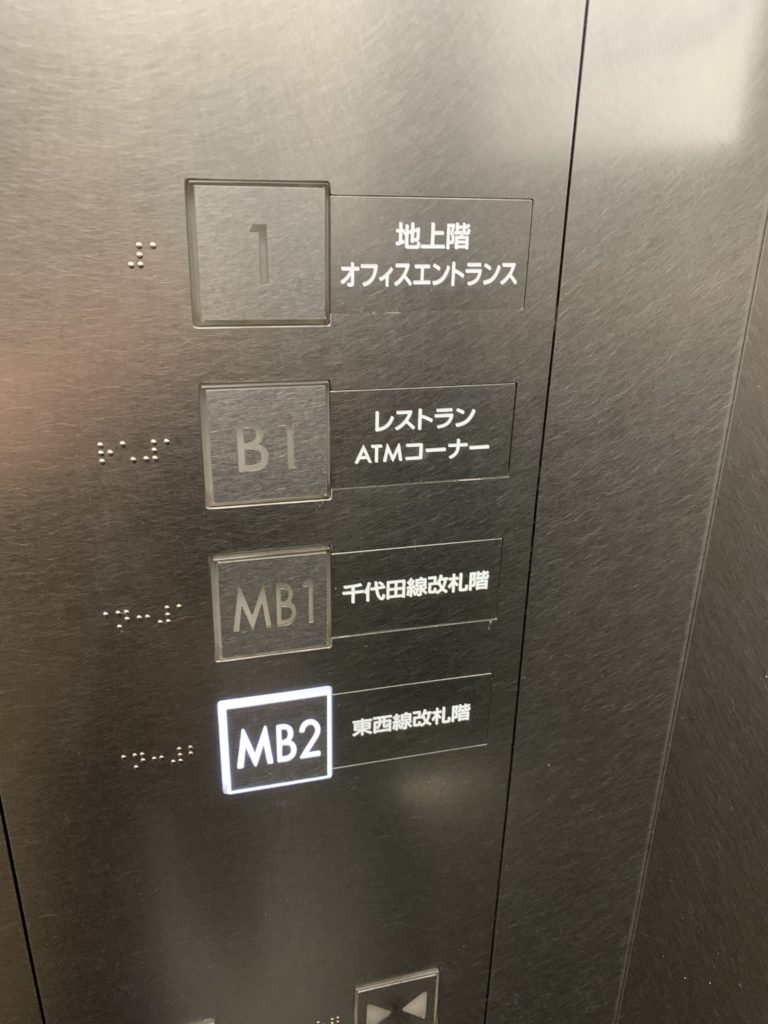 1
地上階
オフィスエントランス
B1
レストラン
ATMコーナー
MB1
千代田線改札階
MB2
東西線改札階